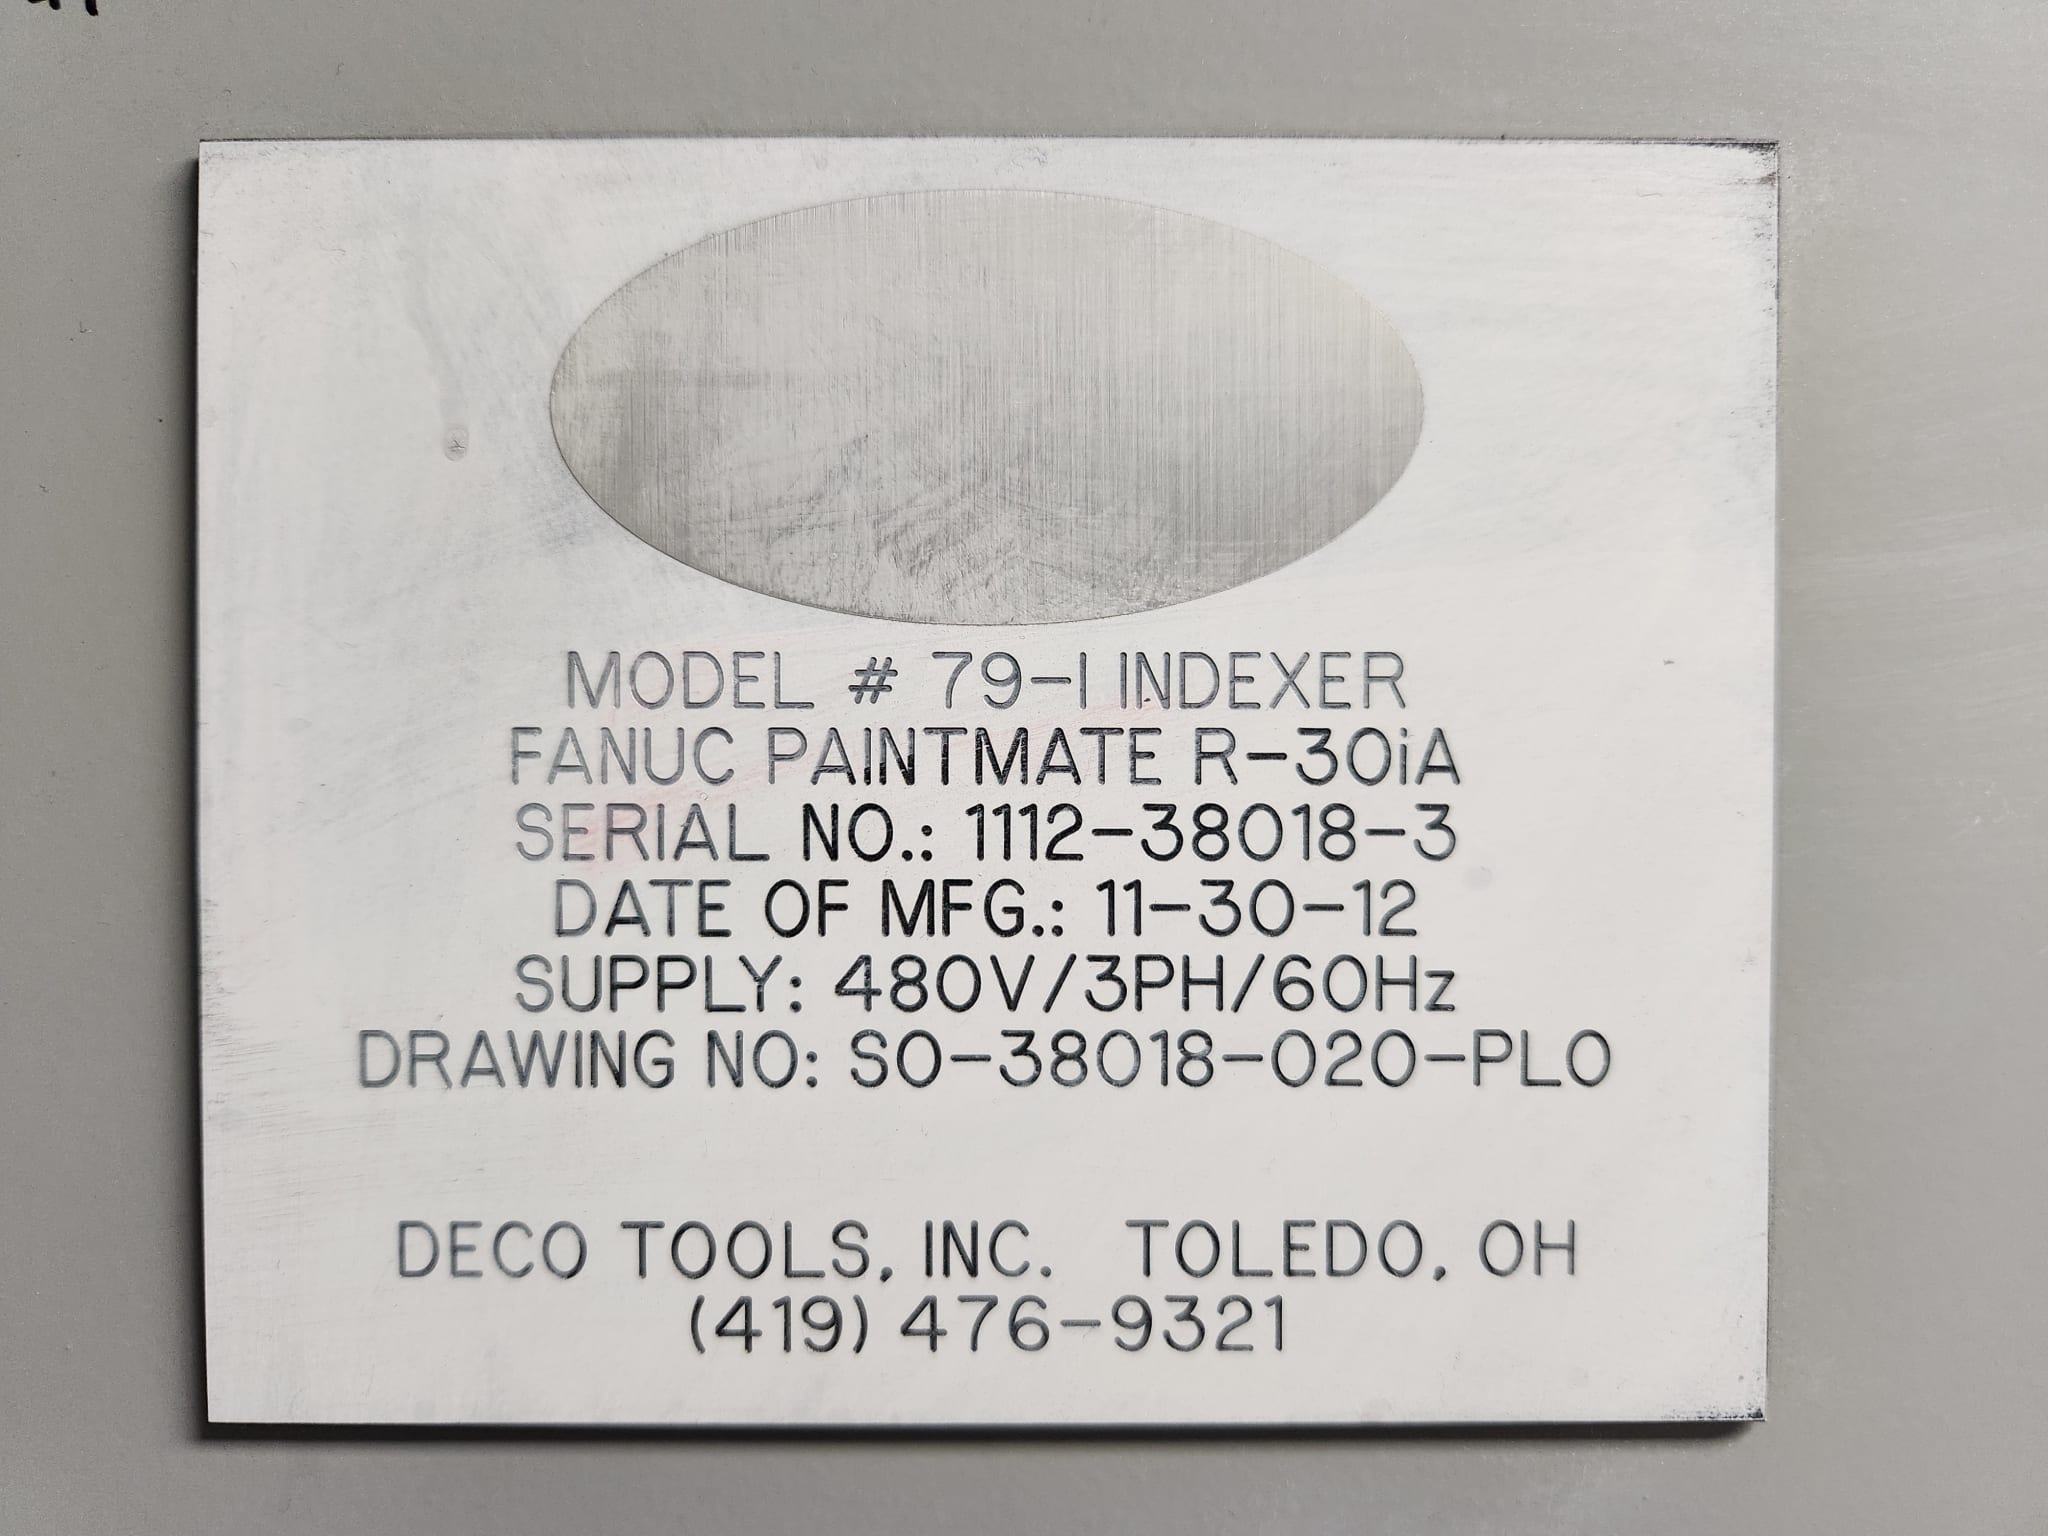 MODEL # 79-I INDEXER
FANUC PAINTMATE R-30iA
SERIAL NO.: 1112-38018-3
DATE OF MFG.: 11-30-12
SUPPLY: 480V/3PH/60Hz
DRAWING NO: SO-38018-020-PLO
DECO TOOLS, INC. TOLEDO, OH
(419) 476-9321